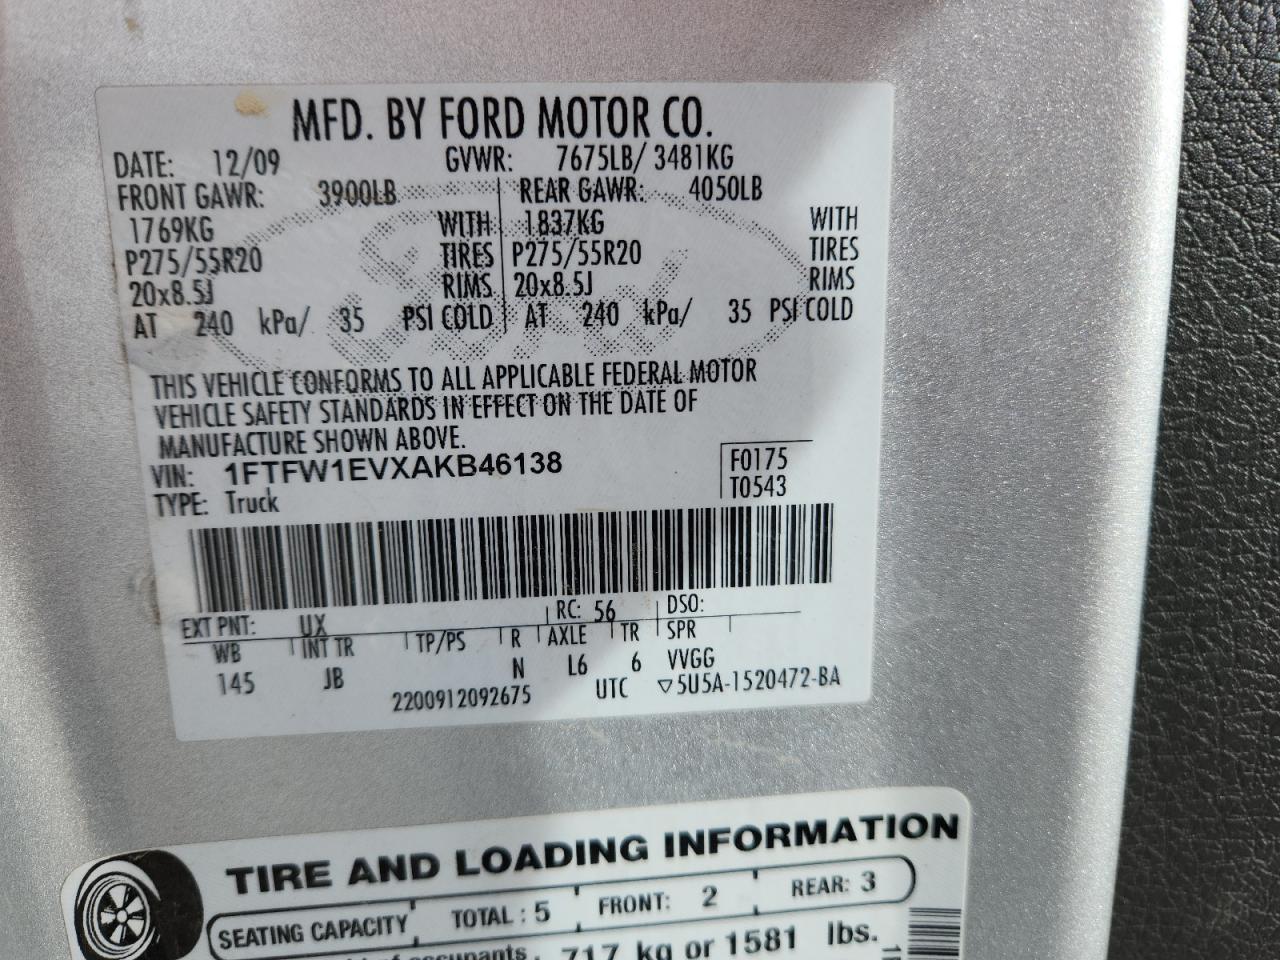 MFD. BY FORD MOTOR CO.
DATE: 12/09 GVWR: 7675LB/ 3481KG
FRONT GAWR: 3900LB REAR GAWR: 4050LB
1769KG WITH 1837KG WITH
P275/55R20 TIRES P275/55R20 TIRES
20x8.5J RIMS 20x8.5J RIMS
AT 240 kPa/ 35 PSI COLD AT 240 kPa/ 35 PSI COLD
THIS VEHICLE CONFORMS TO ALL APPLICABLE FEDERAL MOTOR
VEHICLE SAFETY STANDARDS IN EFFECT ON THE DATE OF
MANUFACTURE SHOWN ABOVE.
VIN: 1FTFW1EVXAKB46138 F0175
TYPE: Truck T0543
EXT PNT: UX RC: 56 DSO:
WB INT TR TP/PS R AXLE TR SPR
145 JB N L6 6 VVGG
2200912092675 UTC ▽5U5A-1520472-BA
TIRE AND LOADING INFORMATION
SEATING CAPACITY TOTAL : 5 FRONT: 2 REAR: 3
of occupants 717 kg or 1581 lbs.